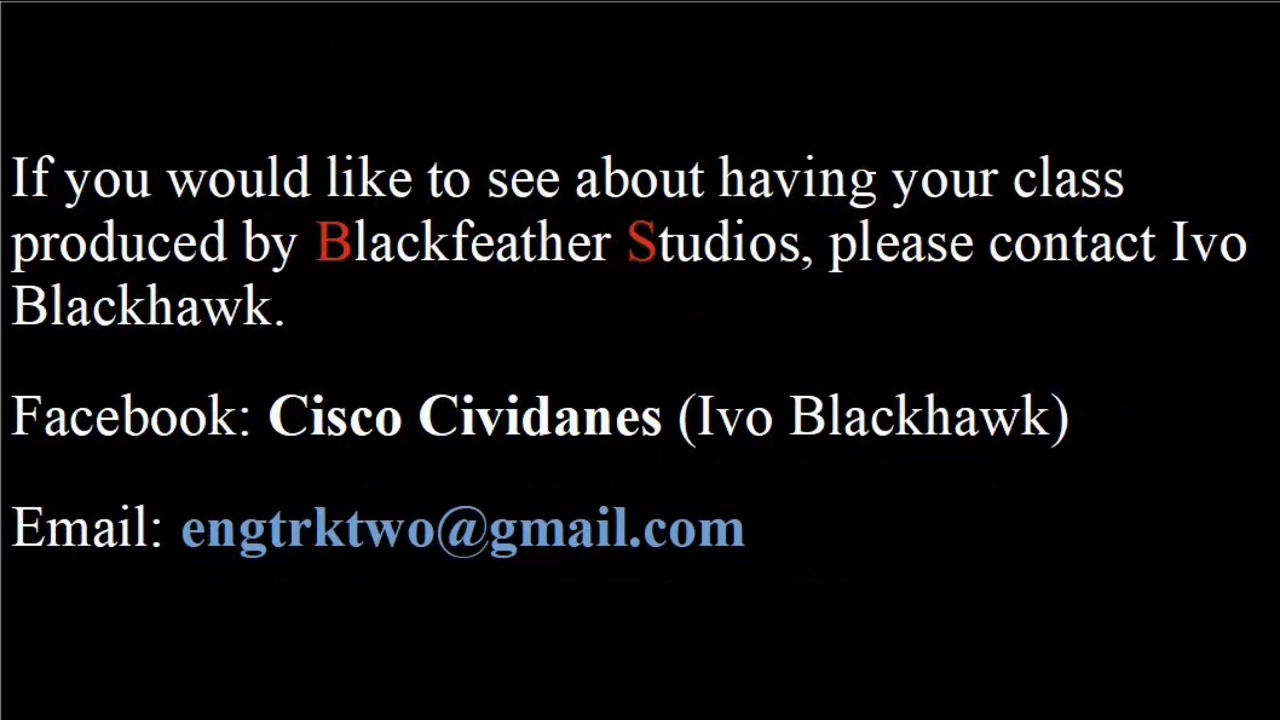 If you would like to see about having your class
produced by Blackfeather Studios, please contact Ivo
Blackhawk.
Facebook: Cisco Cividanes (Ivo Blackhawk)
Email: engtrktwo@gmail.com